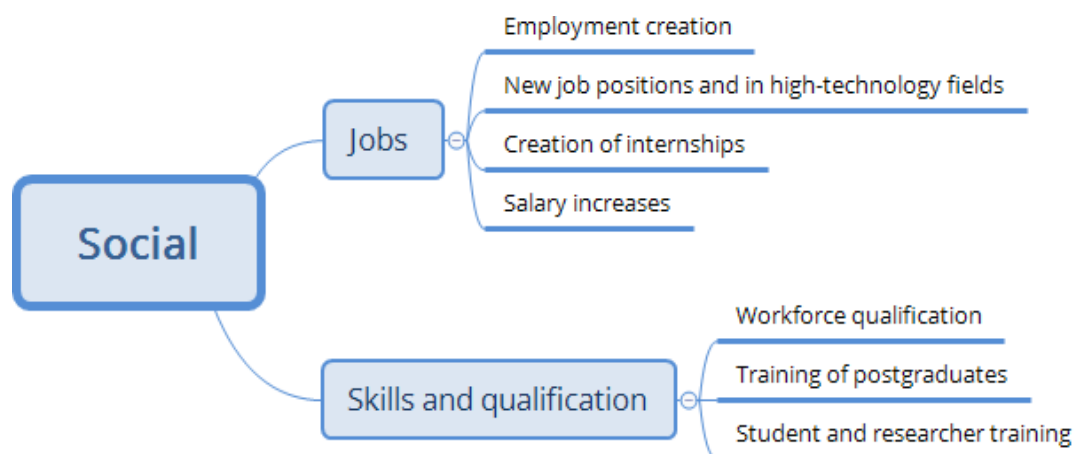 Employment creation
New job positions and in high-technology fields
Jobs
Creation of internships
Salary increases
Social
Workforce qualification
Training of postgraduates
Skills and qualification
Student and researcher training